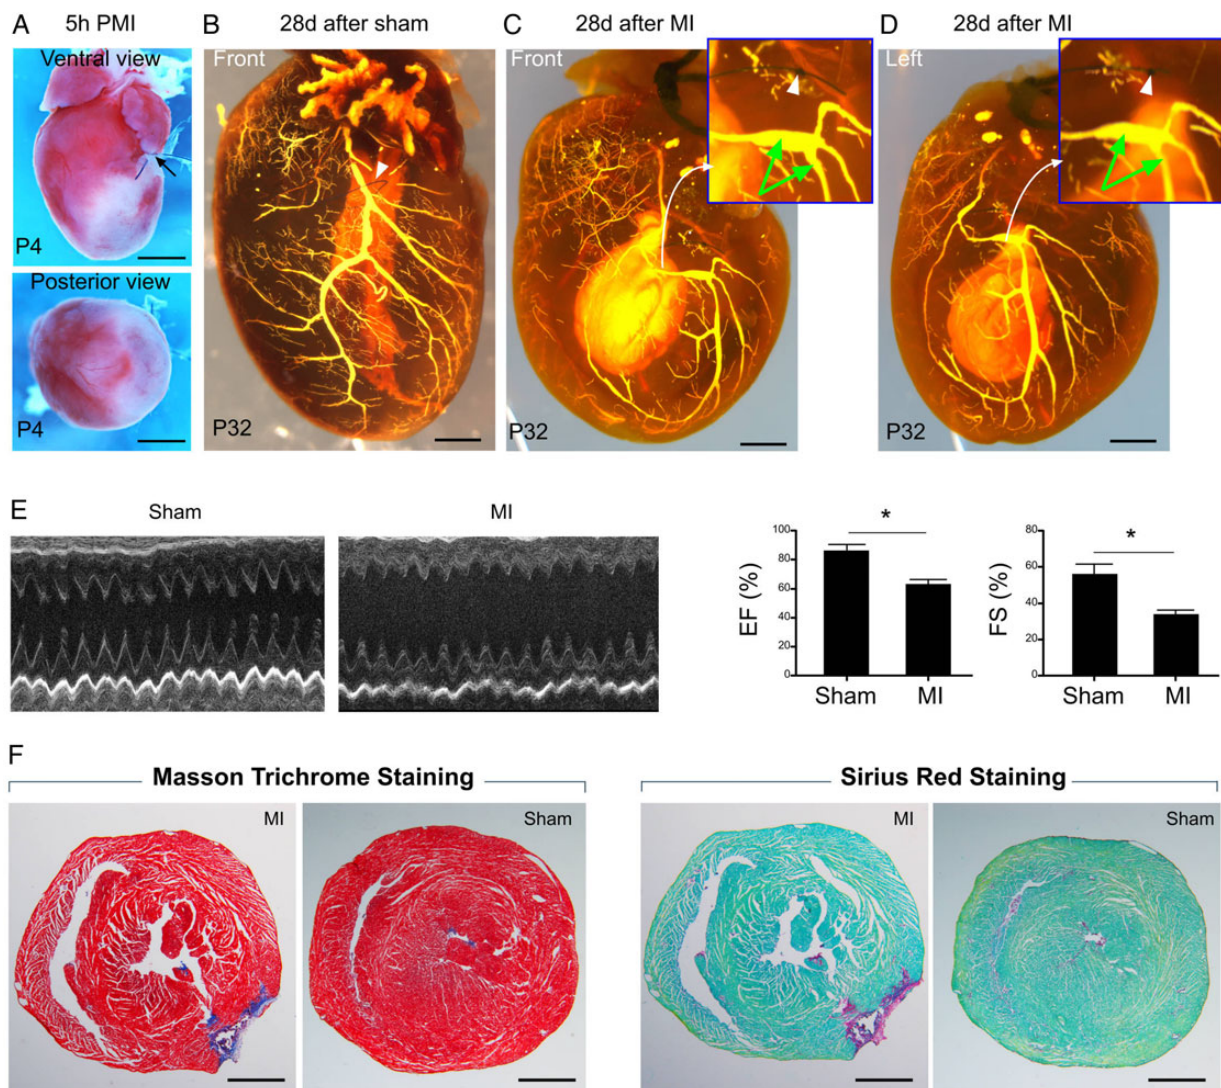 A 5h PMI
Ventral view
P4
Posterior view
P4
B 28d after sham
Front
P32
C 28d after MI
Front
P32
D 28d after MI
Left
P32
E
Sham
MI
EF (%)
100
80
60
40
20
0
*
Sham MI
FS (%)
80
60
40
20
0
*
Sham MI
F
Masson Trichrome Staining
MI
Sham
Sirius Red Staining
MI
Sham